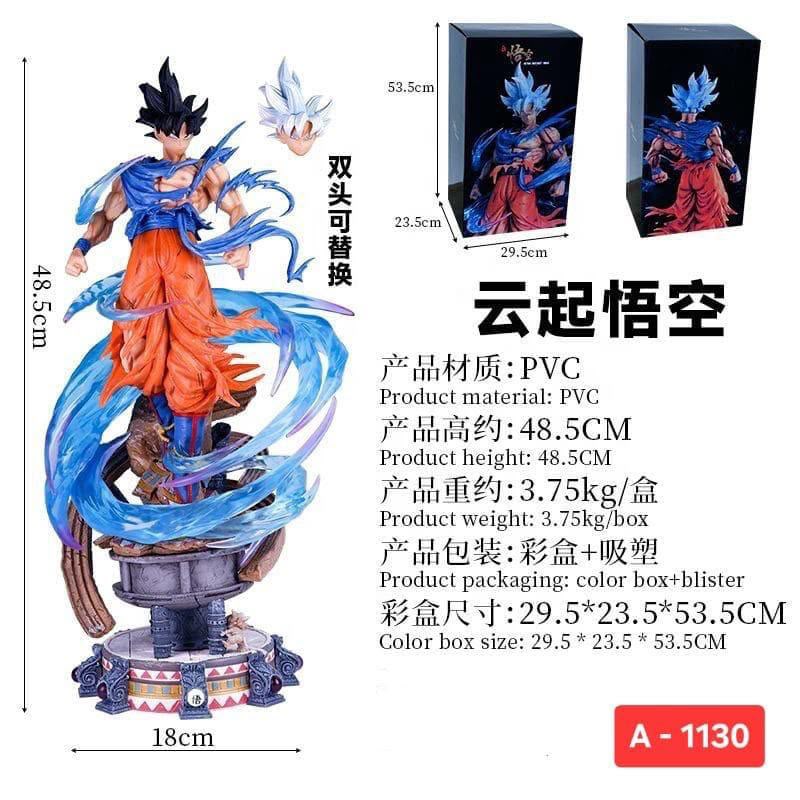 53.5cm
悟空
23.5cm
29.5cm
双头可替换
48.5cm
云起悟空
产品材质:PVC
Product material: PVC
产品高约:48.5CM
Product height: 48.5CM
产品重约:3.75kg/盒
Product weight: 3.75kg/box
产品包装:彩盒+吸塑
Product packaging: color box+blister
彩盒尺寸:29.5*23.5*53.5CM
Color box size: 29.5 * 23.5 * 53.5CM
悟
18cm
A - 1130